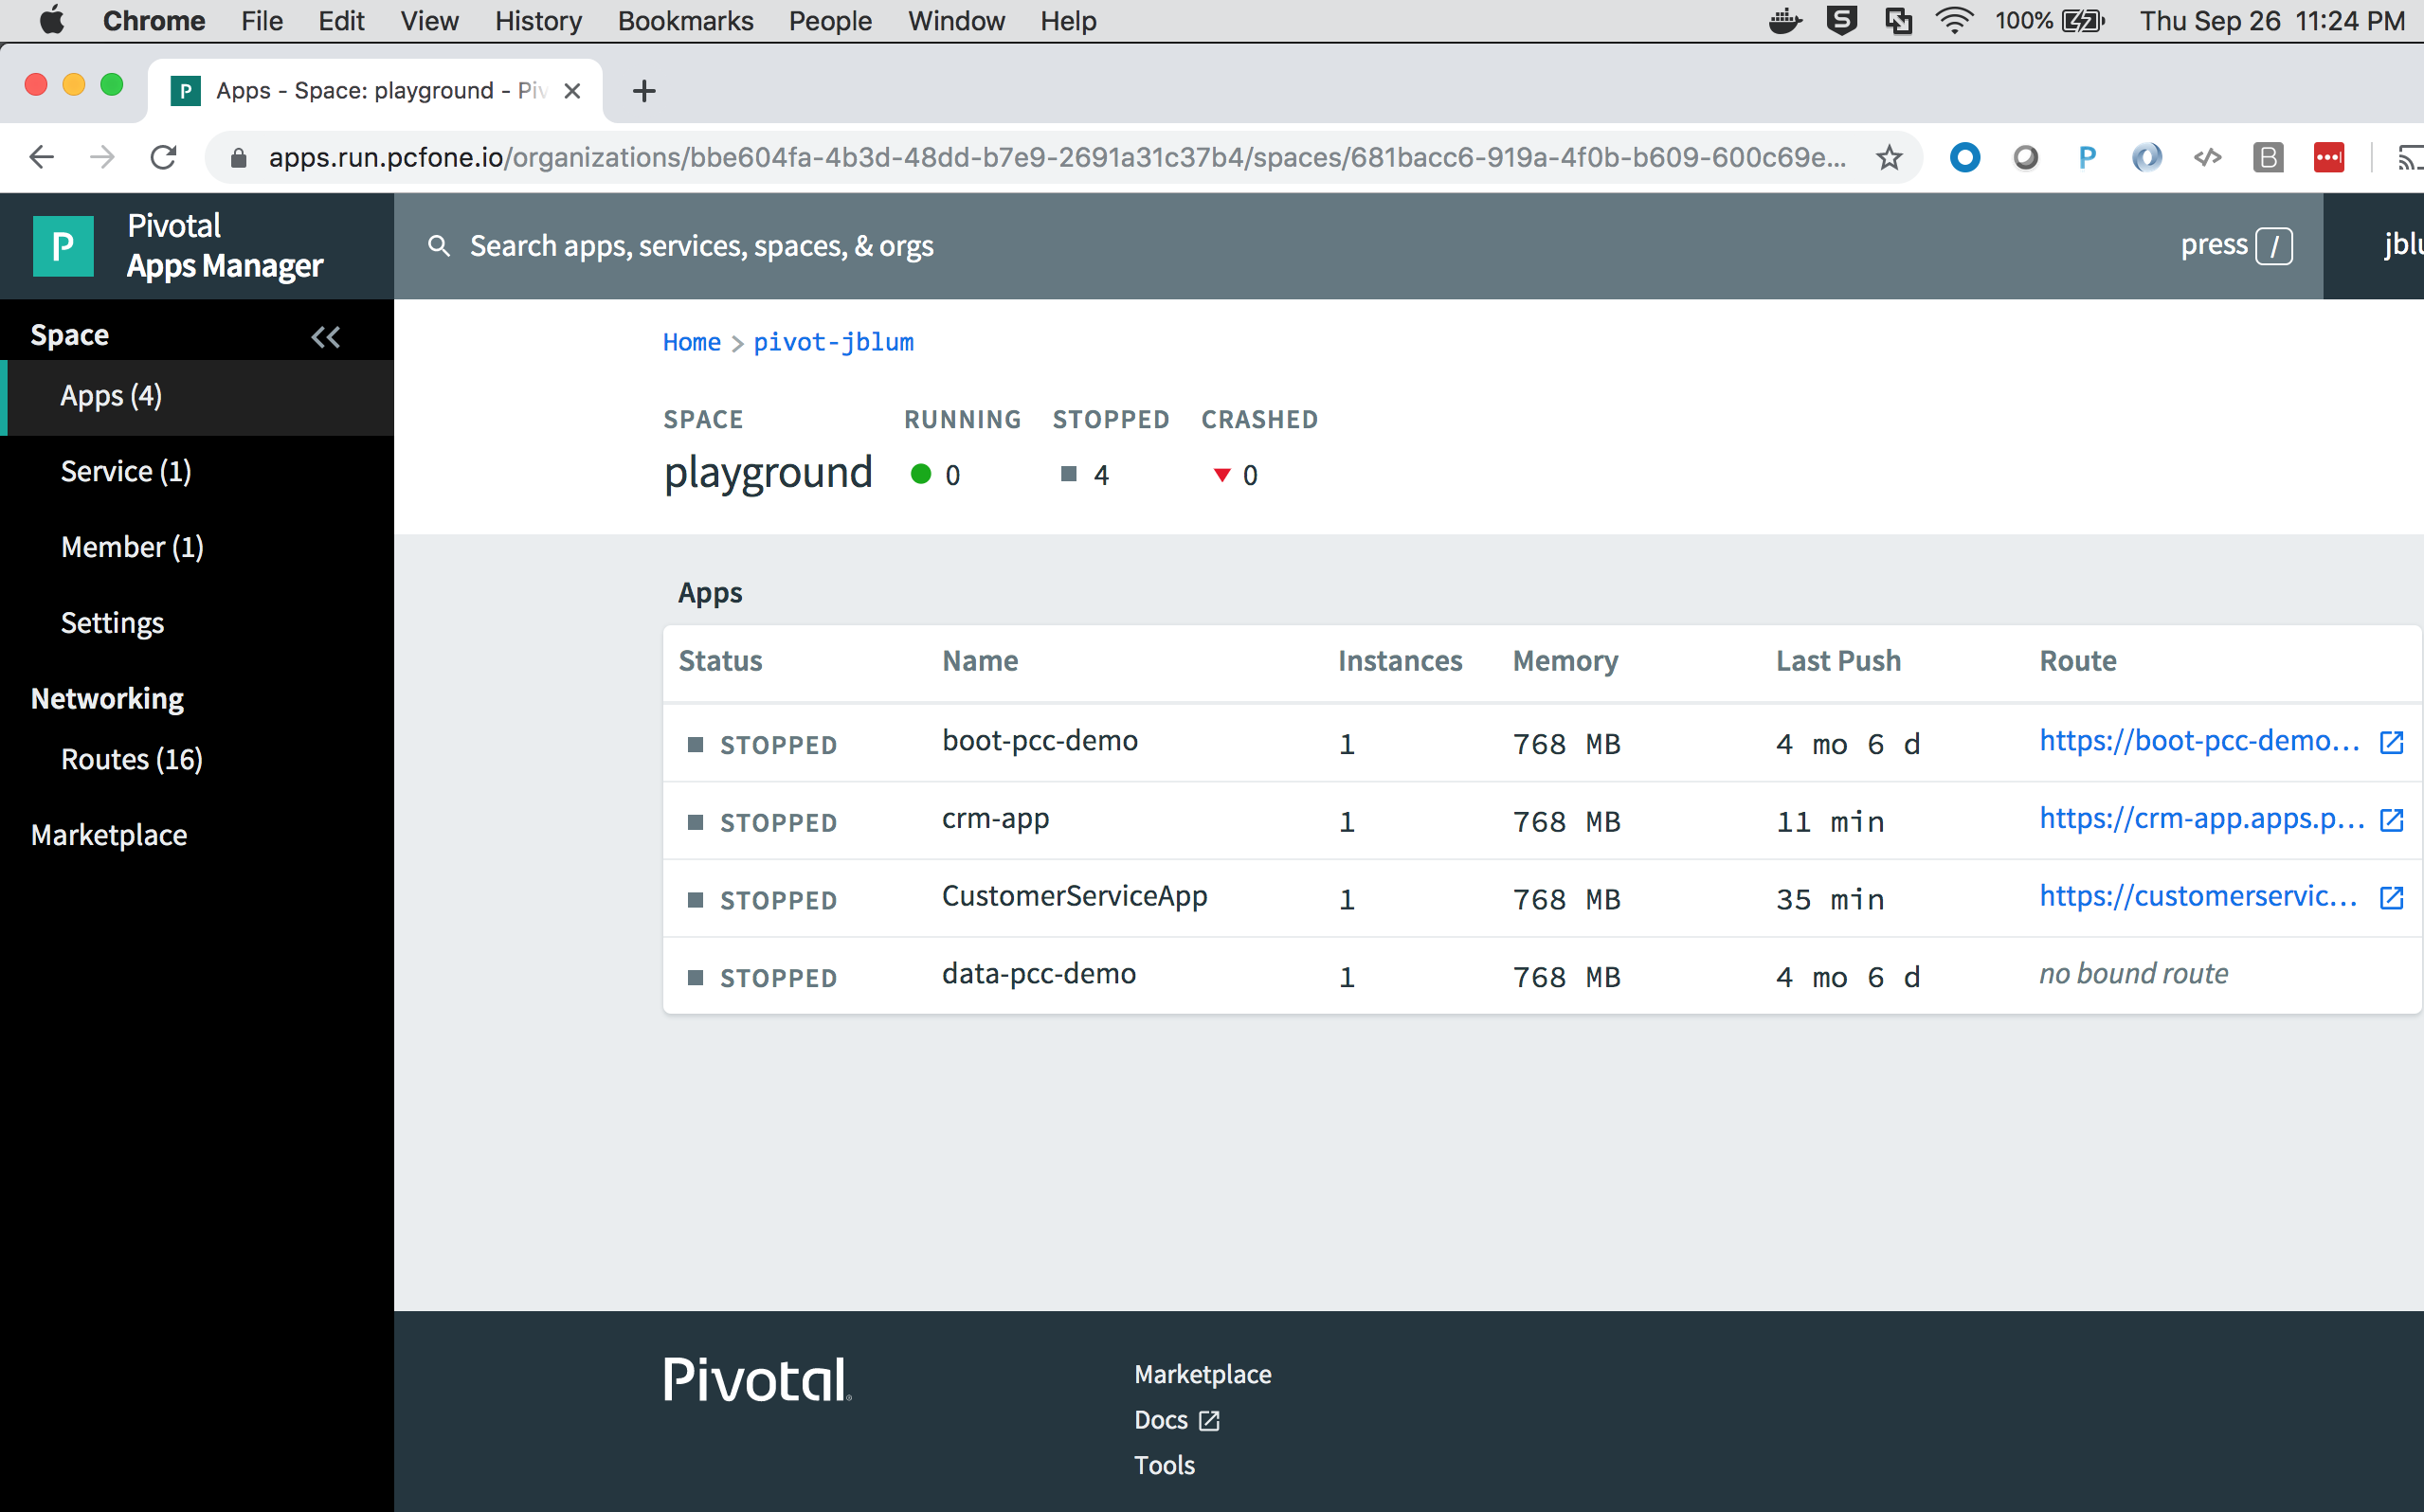 Chrome File Edit View History Bookmarks People Window Help 100% Thu Sep 26 11:24 PM
P Apps - Space: playground - Piv
apps.run.pcfone.io/organizations/bbe604fa-4b3d-48dd-b7e9-2691a31c37b4/spaces/681bacc6-919a-4f0b-b609-600c69e...
P Pivotal
Apps Manager
Search apps, services, spaces, & orgs press / jblu
Space
Apps (4)
Service (1)
Member (1)
Settings
Networking
Routes (16)
Marketplace
Home > pivot-jblum
SPACE RUNNING STOPPED CRASHED
playground 0 4 0
Apps
Status Name Instances Memory Last Push Route
STOPPED boot-pcc-demo 1 768 MB 4 mo 6 d https://boot-pcc-demo...
STOPPED crm-app 1 768 MB 11 min https://crm-app.apps.p...
STOPPED CustomerServiceApp 1 768 MB 35 min https://customerservic...
STOPPED data-pcc-demo 1 768 MB 4 mo 6 d no bound route
Pivotal
Marketplace
Docs
Tools